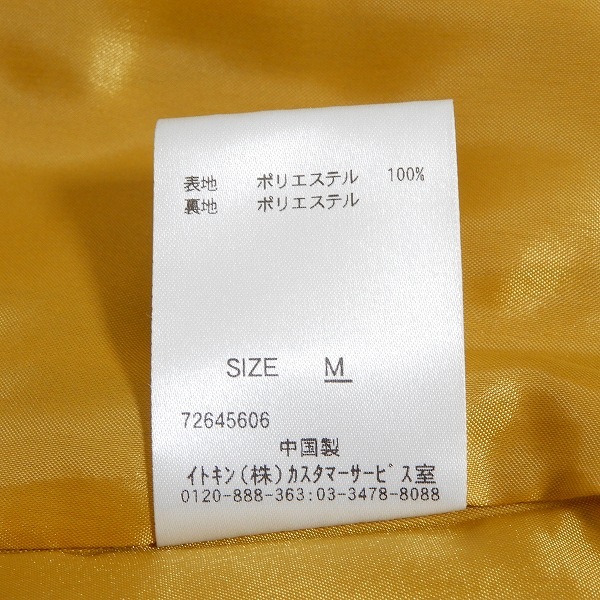 表地 ポリエステル 100%
裏地 ポリエステル
SIZE M
72645606
中国製
イトキン(株)カスタマーサービス室
0120-888-363:03-3478-8088